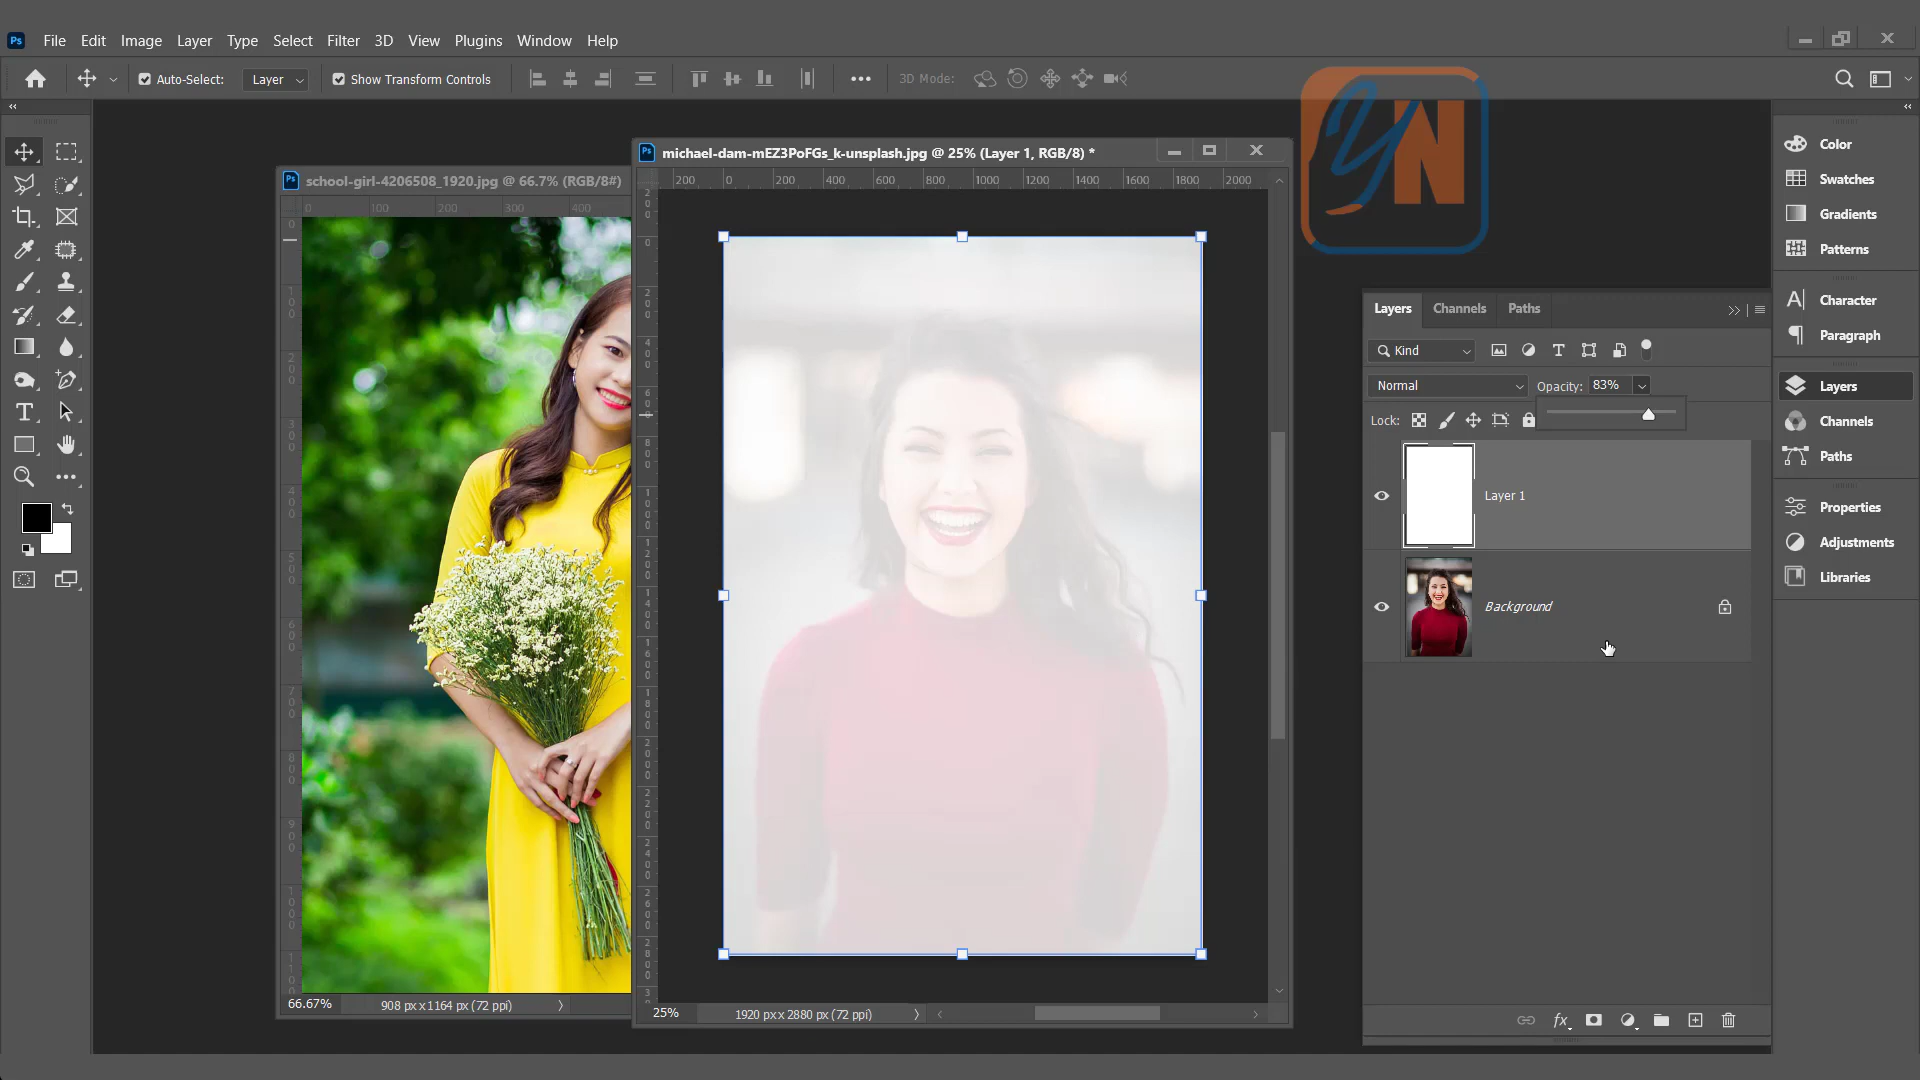 Ps File Edit Image Layer Type Select Filter 3D View Plugins Window Help
Auto-Select: Layer Show Transform Controls 3D Mode:
YN
school-girl-4206508_1920.jpg @ 66.7% (RGB/8#)
0 100 200 300 400
66.67% 908 px x 1164 px (72 ppi)
michael-dam-mEZ3PoFGs_k-unsplash.jpg @ 25% (Layer 1, RGB/8) *
200 0 200 400 600 800 1000 1200 1400 1600 1800 2000
25% 1920 px x 2880 px (72 ppi)
Layers Channels Paths
Kind
Normal Opacity: 83%
Lock:
Layer 1
Background
fx
Color
Swatches
Gradients
Patterns
Character
Paragraph
Layers
Channels
Paths
Properties
Adjustments
Libraries